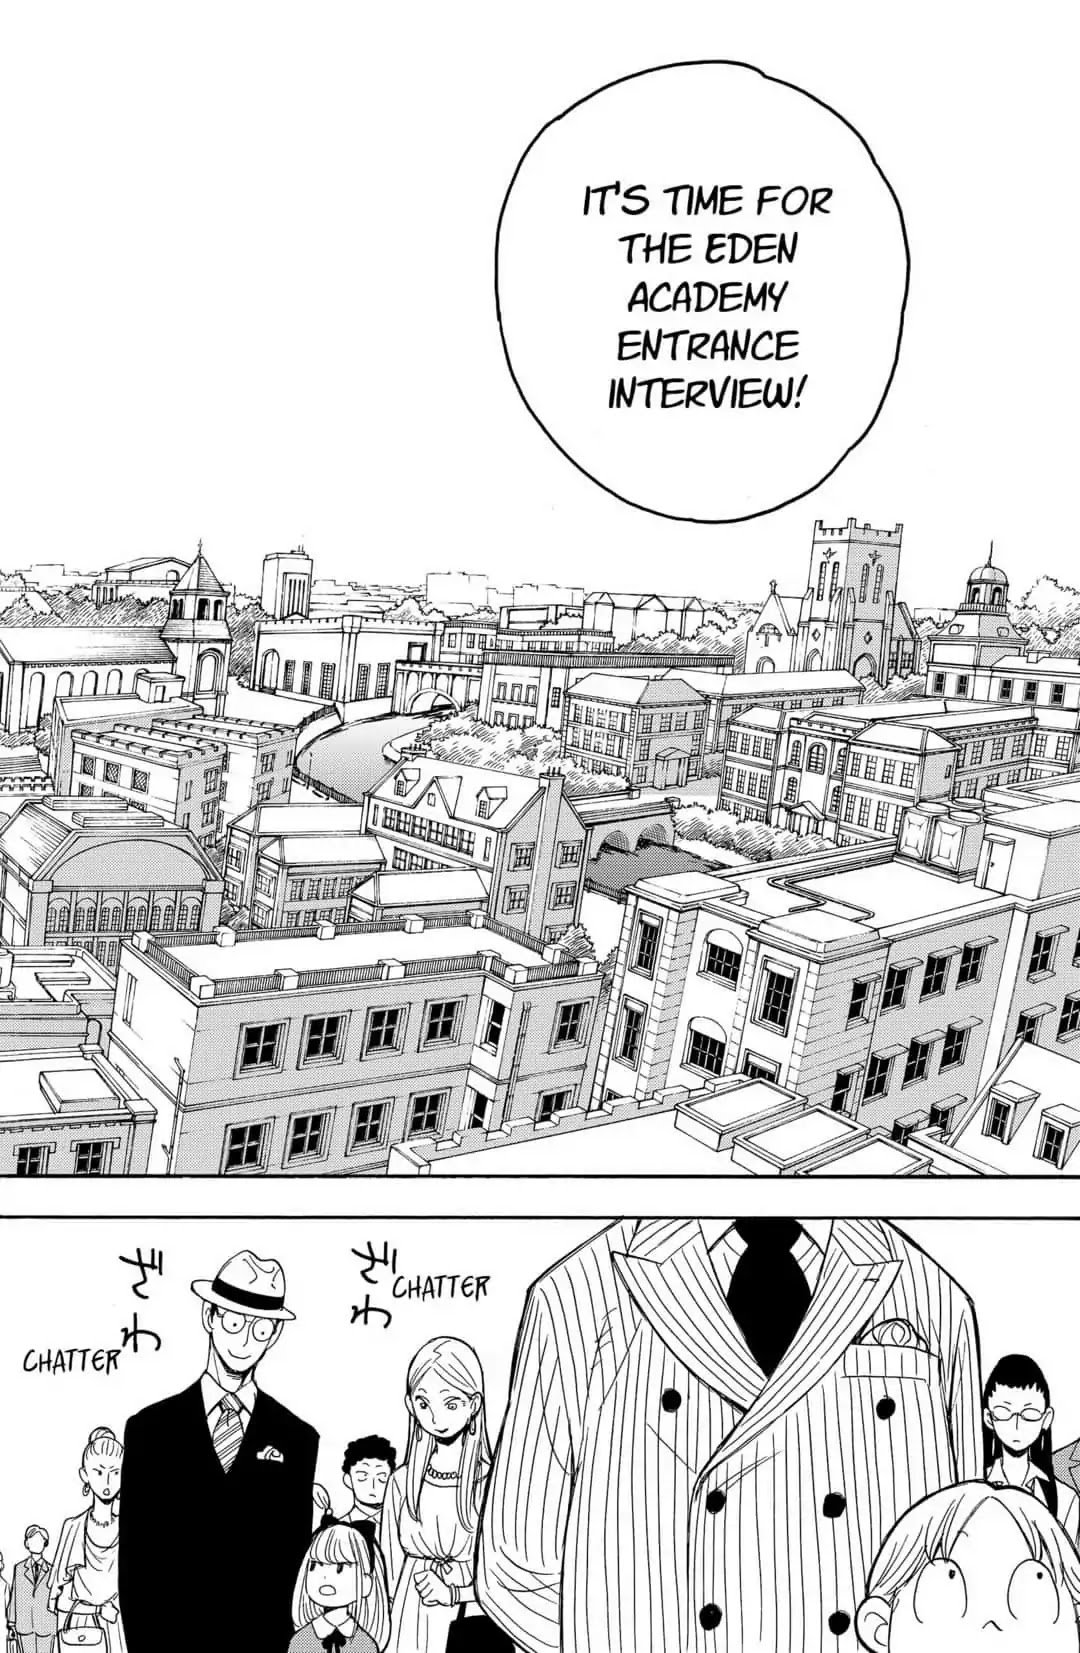 IT'S TIME FOR
THE EDEN
ACADEMY
ENTRANCE
INTERVIEW!
ざわ
CHATTER
ざわ
CHATTER